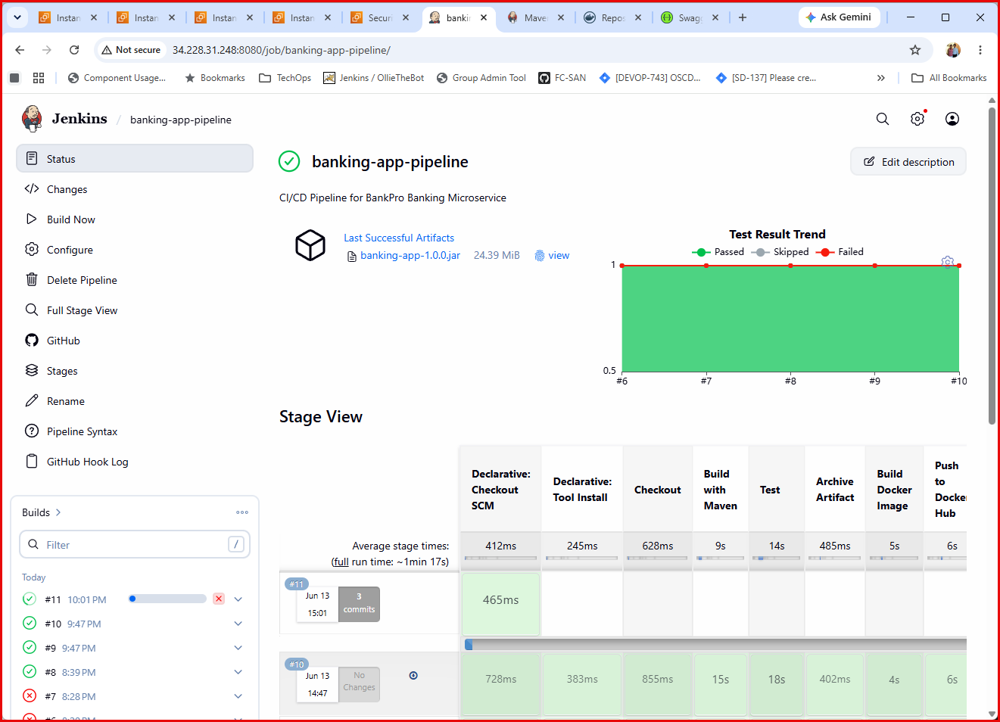 Instan
Instan
Instan
Instan
Securi
bankin
Maven
Repos
Swagg
Ask Gemini
Not secure
34.228.31.248:8080/job/banking-app-pipeline/
Component Usage...
Bookmarks
TechOps
Jenkins / OllieTheBot
Group Admin Tool
FC-SAN
[DEVOP-743] OSCD...
[SD-137] Please cre...
All Bookmarks
Jenkins / banking-app-pipeline
Status
Changes
Build Now
Configure
Delete Pipeline
Full Stage View
GitHub
Stages
Rename
Pipeline Syntax
GitHub Hook Log
Builds
Filter /
Today
#11 10:01 PM
#10 9:47 PM
#9 9:47 PM
#8 8:39 PM
#7 8:28 PM
banking-app-pipeline
Edit description
CI/CD Pipeline for BankPro Banking Microservice
Last Successful Artifacts
banking-app-1.0.0.jar 24.39 MiB view
Test Result Trend
Passed Skipped Failed
1
0.5
#6 #7 #8 #9 #10
Stage View
Declarative: Checkout SCM
Declarative: Tool Install
Checkout
Build with Maven
Test
Archive Artifact
Build Docker Image
Push to Docker Hub
Average stage times:
(full run time: ~1min 17s)
412ms 245ms 628ms 9s 14s 485ms 5s 6s
#11
Jun 13
15:01
3 commits
465ms
#10
Jun 13
14:47
No Changes
728ms 383ms 855ms 15s 18s 402ms 4s 6s